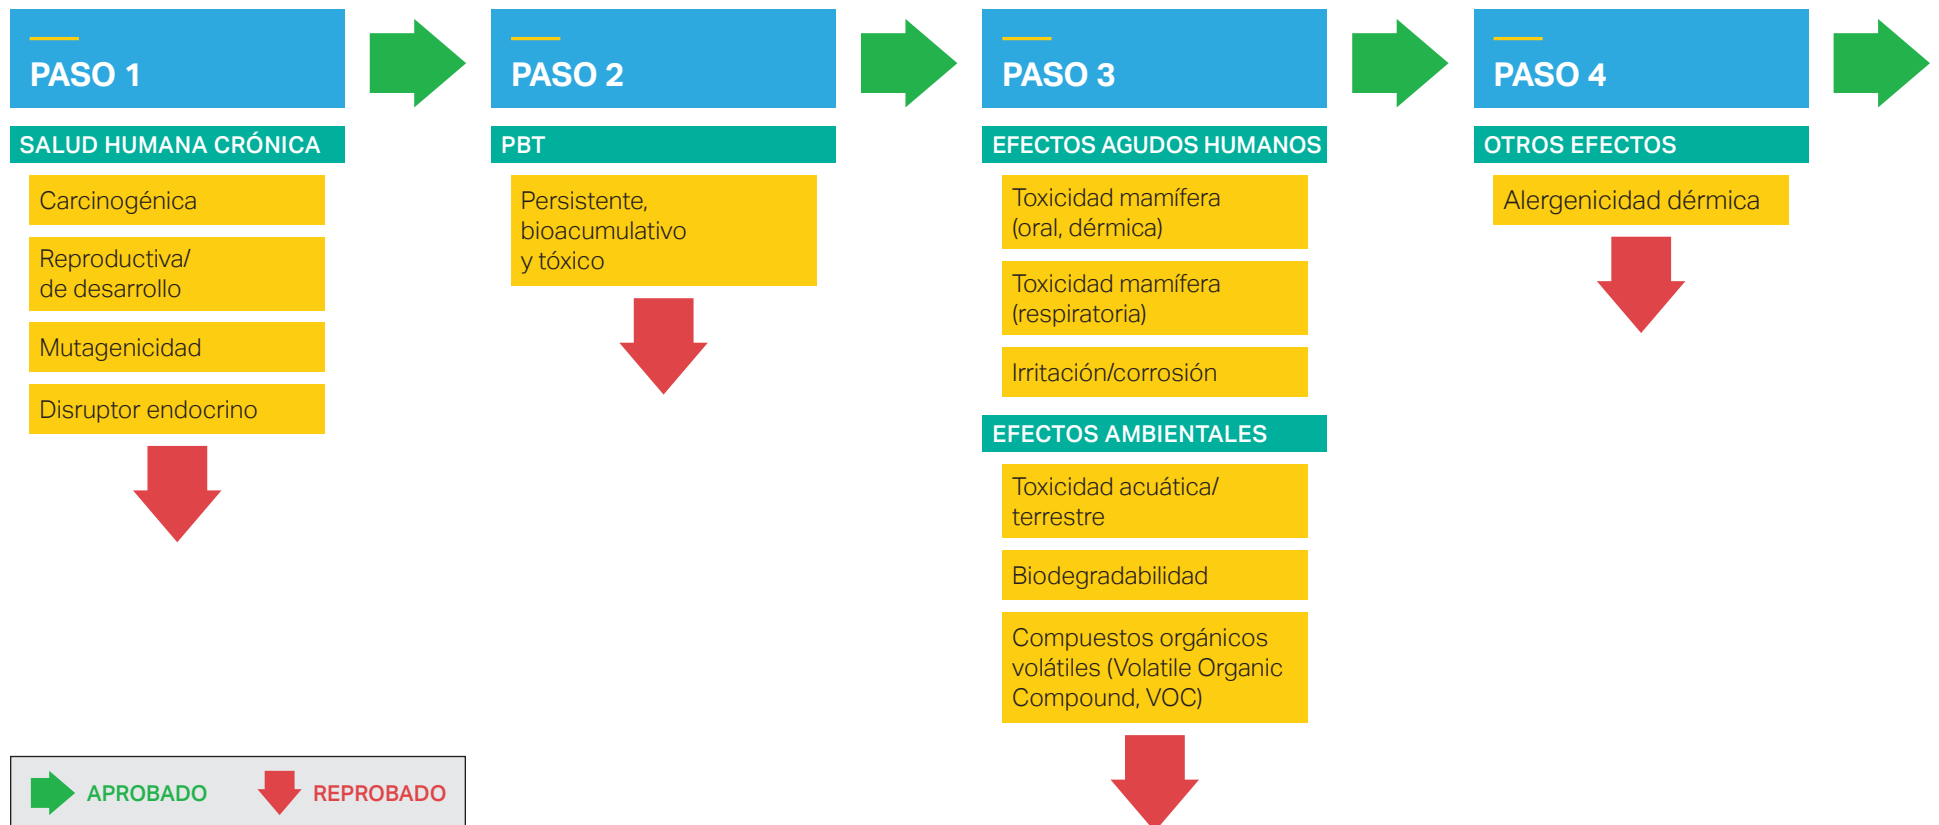 PASO 1
SALUD HUMANA CRÓNICA
Carcinogénica
Reproductiva/
de desarrollo
Mutagenicidad
Disruptor endocrino
PASO 2
PBT
Persistente,
bioacumulativo
y tóxico
PASO 3
EFECTOS AGUDOS HUMANOS
Toxicidad mamífera
(oral, dérmica)
Toxicidad mamífera
(respiratoria)
Irritación/corrosión
EFECTOS AMBIENTALES
Toxicidad acuática/
terrestre
Biodegradabilidad
Compuestos orgánicos
volátiles (Volatile Organic
Compound, VOC)
PASO 4
OTROS EFECTOS
Alergenicidad dérmica
APROBADO
REPROBADO